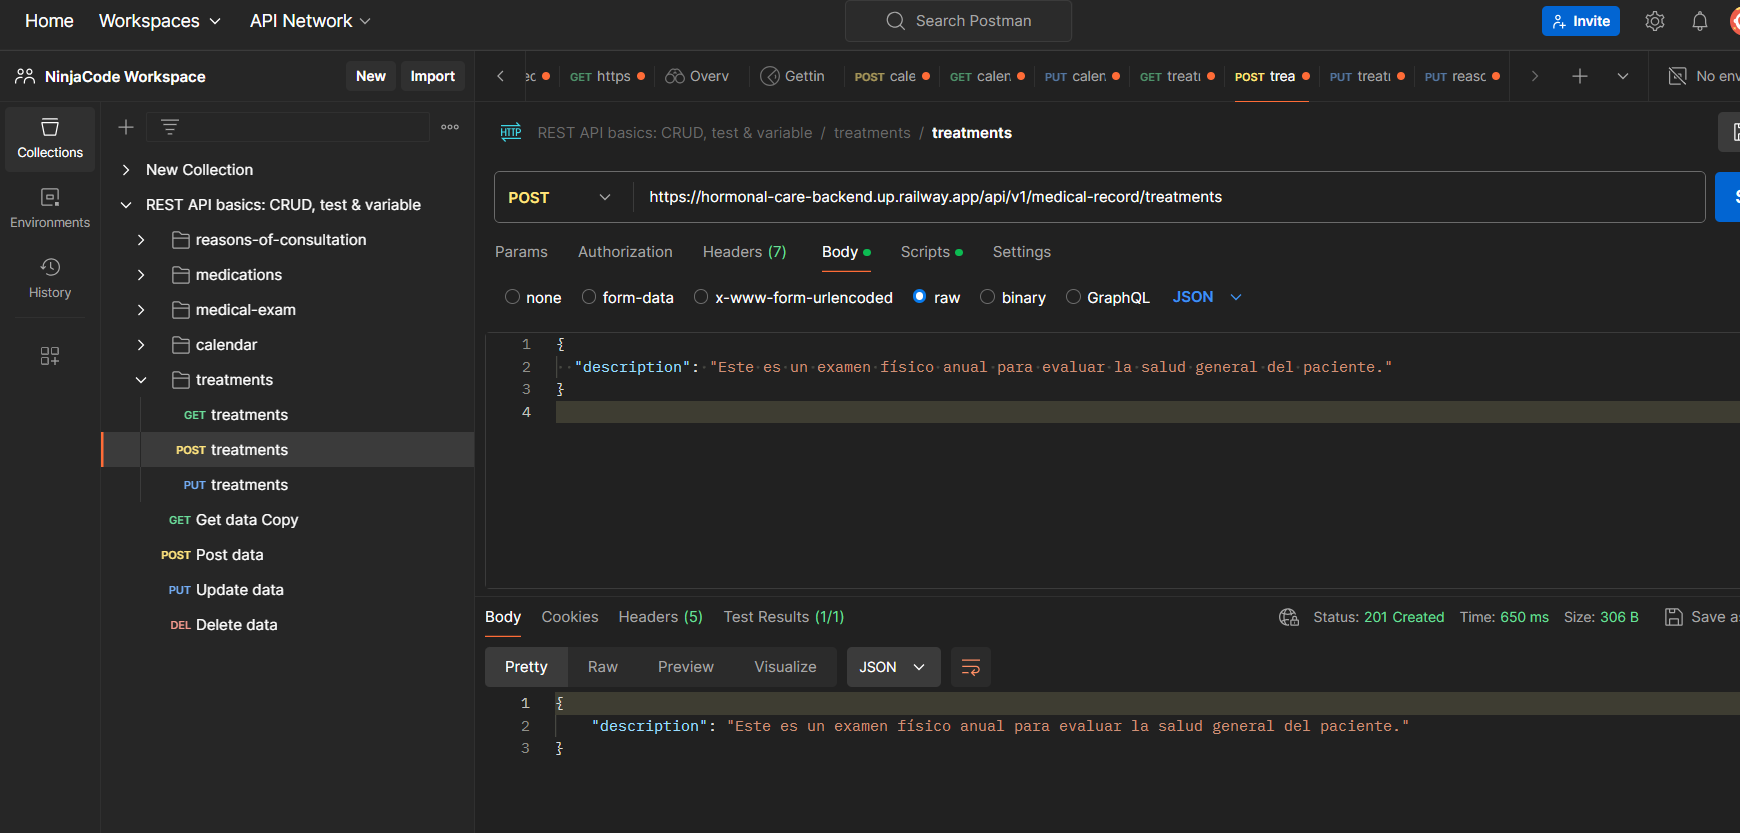 Home Workspaces API Network Search Postman Invite
NinjaCode Workspace New Import GET https Overv Gettin POST cale GET calen PUT calen GET treat POST trea PUT treat PUT reaso No env
Collections
Environments
History
New Collection
REST API basics: CRUD, test & variable
reasons-of-consultation
medications
medical-exam
calendar
treatments
GET treatments
POST treatments
PUT treatments
GET Get data Copy
POST Post data
PUT Update data
DEL Delete data
HTTP REST API basics: CRUD, test & variable / treatments / treatments
POST https://hormonal-care-backend.up.railway.app/api/v1/medical-record/treatments
Params Authorization Headers (7) Body Scripts Settings
none form-data x-www-form-urlencoded raw binary GraphQL JSON
1 {
2 "description": "Este es un examen físico anual para evaluar la salud general del paciente."
3 }
4
Body Cookies Headers (5) Test Results (1/1) Status: 201 Created Time: 650 ms Size: 306 B Save as
Pretty Raw Preview Visualize JSON
1 {
2 "description": "Este es un examen físico anual para evaluar la salud general del paciente."
3 }